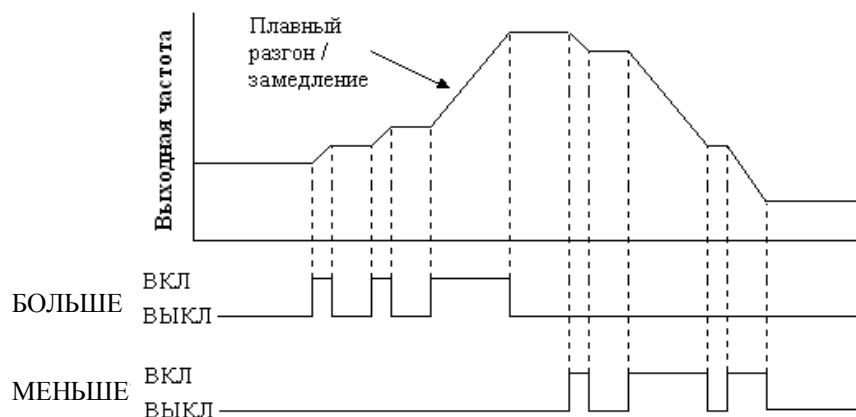 Плавный
разгон /
замедление
Выходная частота
БОЛЬШЕ
ВКЛ
ВЫКЛ
МЕНЬШЕ
ВКЛ
ВЫКЛ